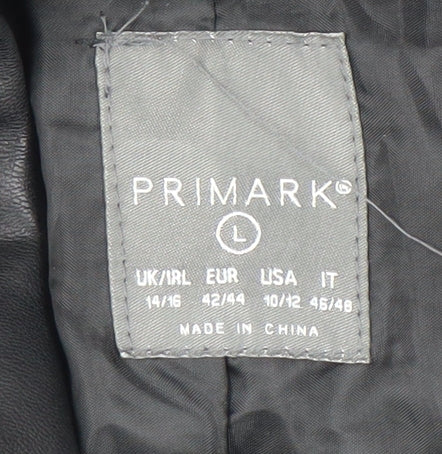 PRIMARK®
L
UK/IRL EUR USA IT
14/16 42/44 10/12 46/48
MADE IN CHINA